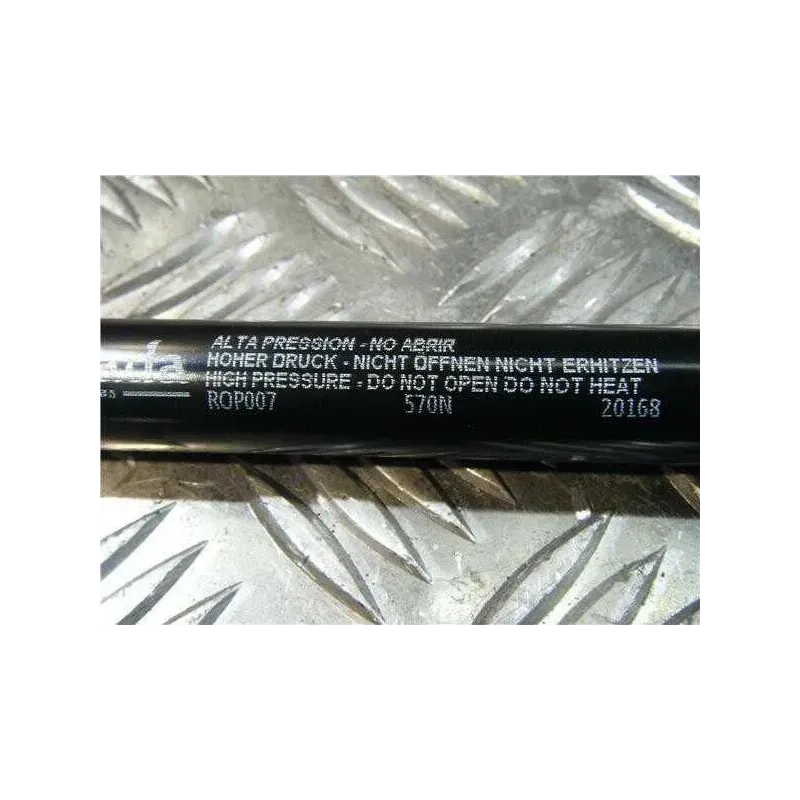 ALTA PRESSION - NO ABRIR
HOHER DRUCK - NICHT ÖFFNEN NICHT ERHITZEN
HIGH PRESSURE - DO NOT OPEN DO NOT HEAT
ROP007 570N 20168